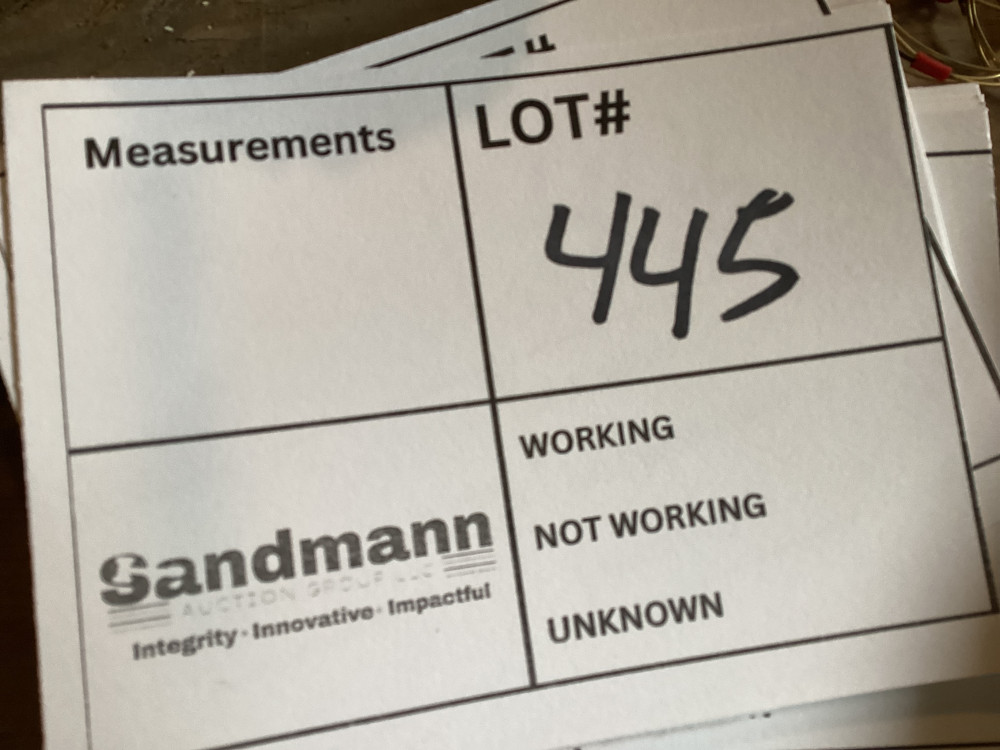 Measurements
LOT#
445
WORKING
NOT WORKING
UNKNOWN
Sandmann
AUCTION GROUP LLC
Integrity · Innovative · Impactful